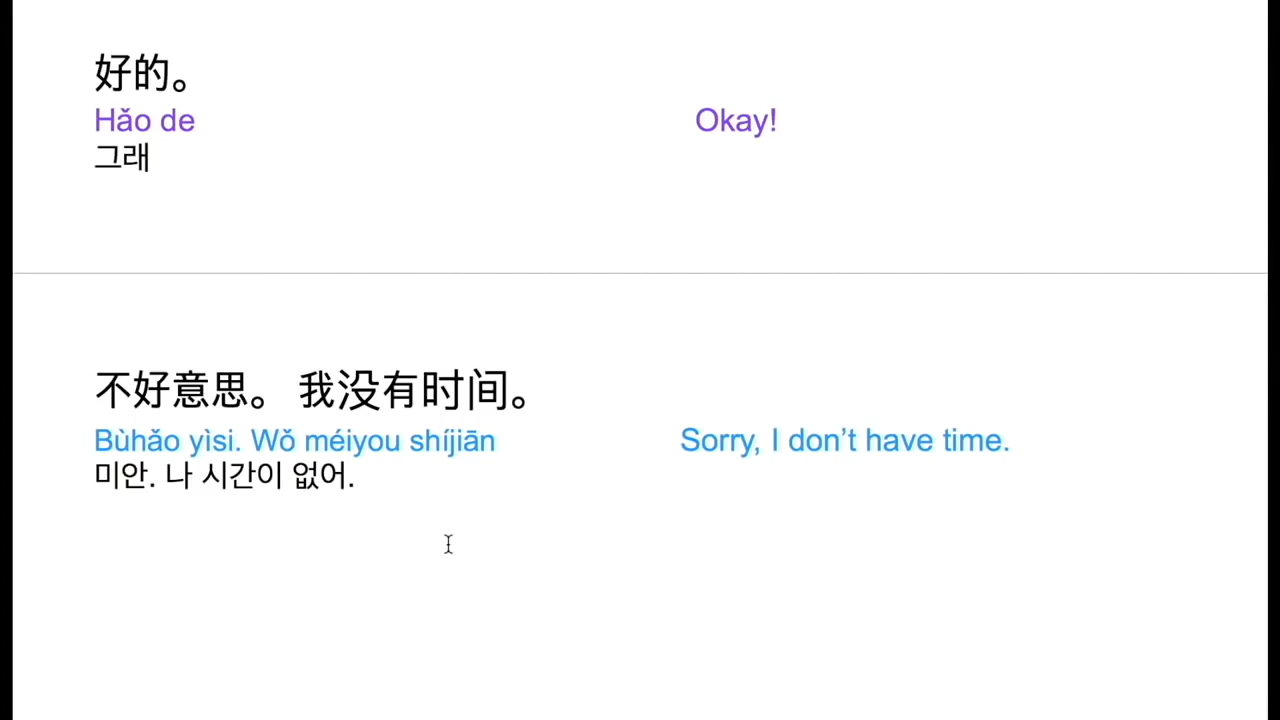 好的。
Hǎo de
Okay!
그래
不好意思。 我没有时间。
Bùhǎo yìsi. Wǒ méiyou shíjiān
Sorry, I don’t have time.
미안. 나 시간이 없어.